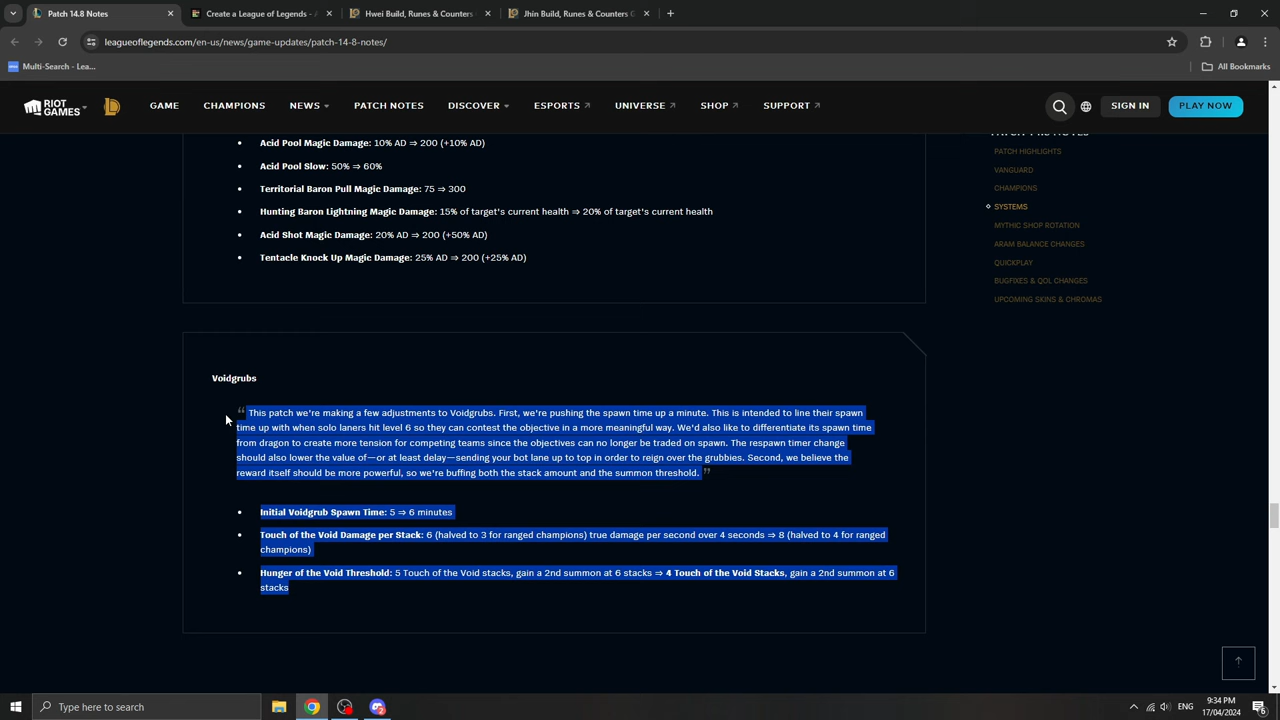 Patch 14.8 Notes
Create a League of Legends - A
Hwei Build, Runes & Counters
Jhin Build, Runes & Counters
leagueoflegends.com/en-us/news/game-updates/patch-14-8-notes/
Multi-Search - Lea...
All Bookmarks
RIOT GAMES
GAME
CHAMPIONS
NEWS
PATCH NOTES
DISCOVER
ESPORTS
UNIVERSE
SHOP
SUPPORT
SIGN IN
PLAY NOW
Acid Pool Magic Damage: 10% AD ⇒ 200 (+10% AD)
Acid Pool Slow: 50% ⇒ 60%
Territorial Baron Pull Magic Damage: 75 ⇒ 300
Hunting Baron Lightning Magic Damage: 15% of target's current health ⇒ 20% of target's current health
Acid Shot Magic Damage: 20% AD ⇒ 200 (+50% AD)
Tentacle Knock Up Magic Damage: 25% AD ⇒ 200 (+25% AD)
PATCH HIGHLIGHTS
VANGUARD
CHAMPIONS
SYSTEMS
MYTHIC SHOP ROTATION
ARAM BALANCE CHANGES
QUICKPLAY
BUGFIXES & QOL CHANGES
UPCOMING SKINS & CHROMAS
Voidgrubs
“ This patch we're making a few adjustments to Voidgrubs. First, we're pushing the spawn time up a minute. This is intended to line their spawn
time up with when solo laners hit level 6 so they can contest the objective in a more meaningful way. We'd also like to differentiate its spawn time
from dragon to create more tension for competing teams since the objectives can no longer be traded on spawn. The respawn timer change
should also lower the value of—or at least delay—sending your bot lane up to top in order to reign over the grubbies. Second, we believe the
reward itself should be more powerful, so we're buffing both the stack amount and the summon threshold. ”
Initial Voidgrub Spawn Time: 5 ⇒ 6 minutes
Touch of the Void Damage per Stack: 6 (halved to 3 for ranged champions) true damage per second over 4 seconds ⇒ 8 (halved to 4 for ranged
champions)
Hunger of the Void Threshold: 5 Touch of the Void stacks, gain a 2nd summon at 6 stacks ⇒ 4 Touch of the Void Stacks, gain a 2nd summon at 6
stacks
Type here to search
ENG
9:34 PM
17/04/2024